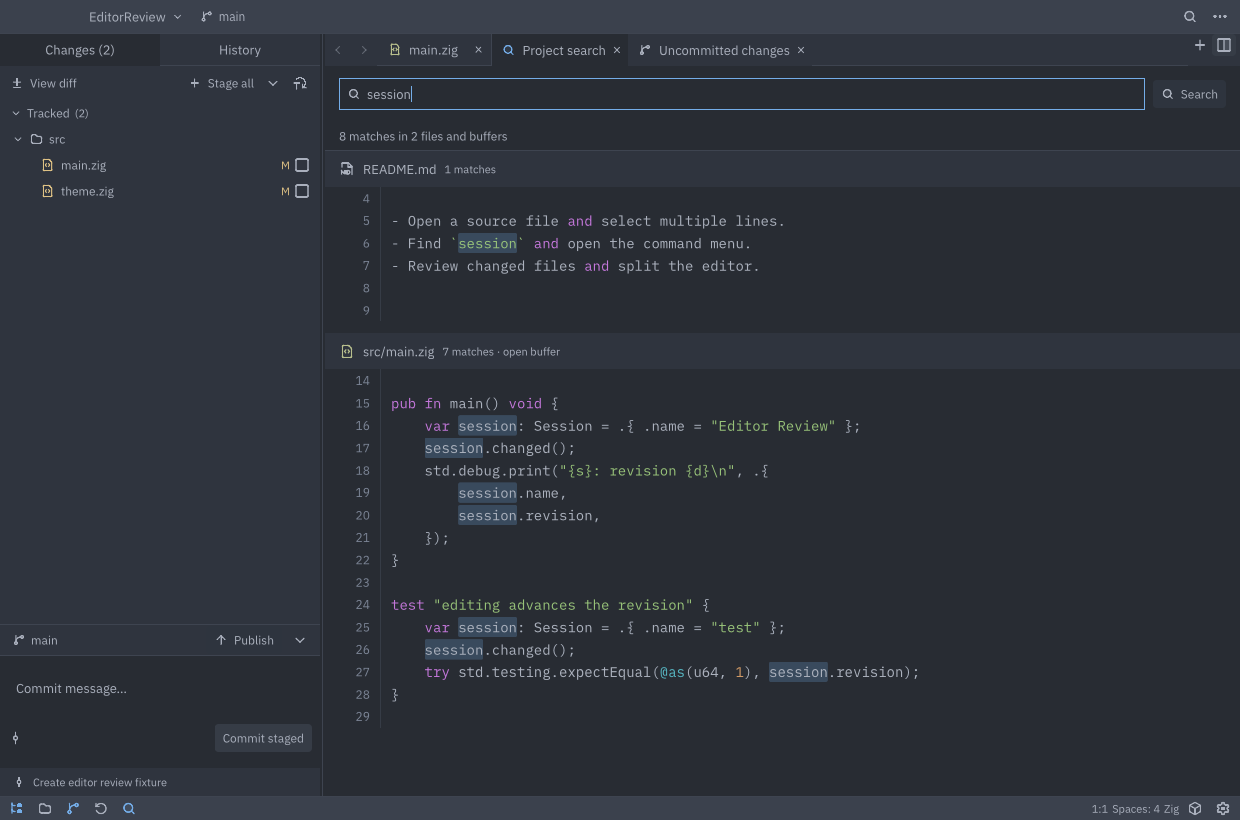 EditorReview main
Changes (2) History
View diff Stage all
Tracked (2)
src
main.zig M
theme.zig M
main
Publish
Commit message...
Commit staged
Create editor review fixture
main.zig × Project search × Uncommitted changes ×
session
Search
8 matches in 2 files and buffers
README.md 1 matches
4
5 - Open a source file and select multiple lines.
6 - Find `session` and open the command menu.
7 - Review changed files and split the editor.
8
9
src/main.zig 7 matches · open buffer
14
15 pub fn main() void {
16     var session: Session = .{ .name = "Editor Review" };
17     session.changed();
18     std.debug.print("{s}: revision {d}\n", .{
19         session.name,
20         session.revision,
21     });
22 }
23
24 test "editing advances the revision" {
25     var session: Session = .{ .name = "test" };
26     session.changed();
27     try std.testing.expectEqual(@as(u64, 1), session.revision);
28 }
29
1:1 Spaces: 4 Zig